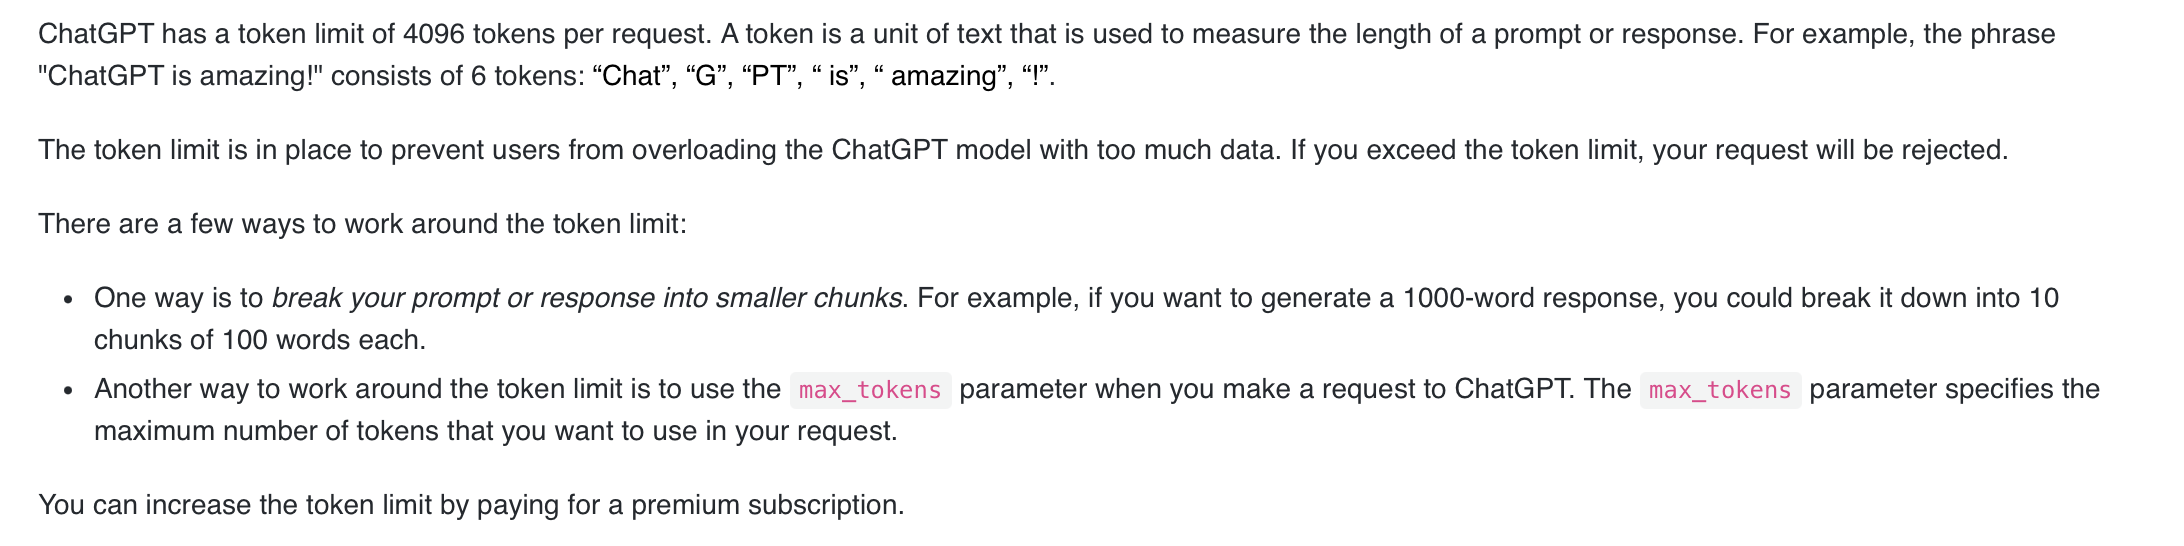 ChatGPT has a token limit of 4096 tokens per request. A token is a unit of text that is used to measure the length of a prompt or response. For example, the phrase
"ChatGPT is amazing!" consists of 6 tokens: “Chat”, “G”, “PT”, “ is”, “ amazing”, “!”.
The token limit is in place to prevent users from overloading the ChatGPT model with too much data. If you exceed the token limit, your request will be rejected.
There are a few ways to work around the token limit:
• One way is to break your prompt or response into smaller chunks. For example, if you want to generate a 1000-word response, you could break it down into 10
chunks of 100 words each.
• Another way to work around the token limit is to use the max_tokens parameter when you make a request to ChatGPT. The max_tokens parameter specifies the
maximum number of tokens that you want to use in your request.
You can increase the token limit by paying for a premium subscription.